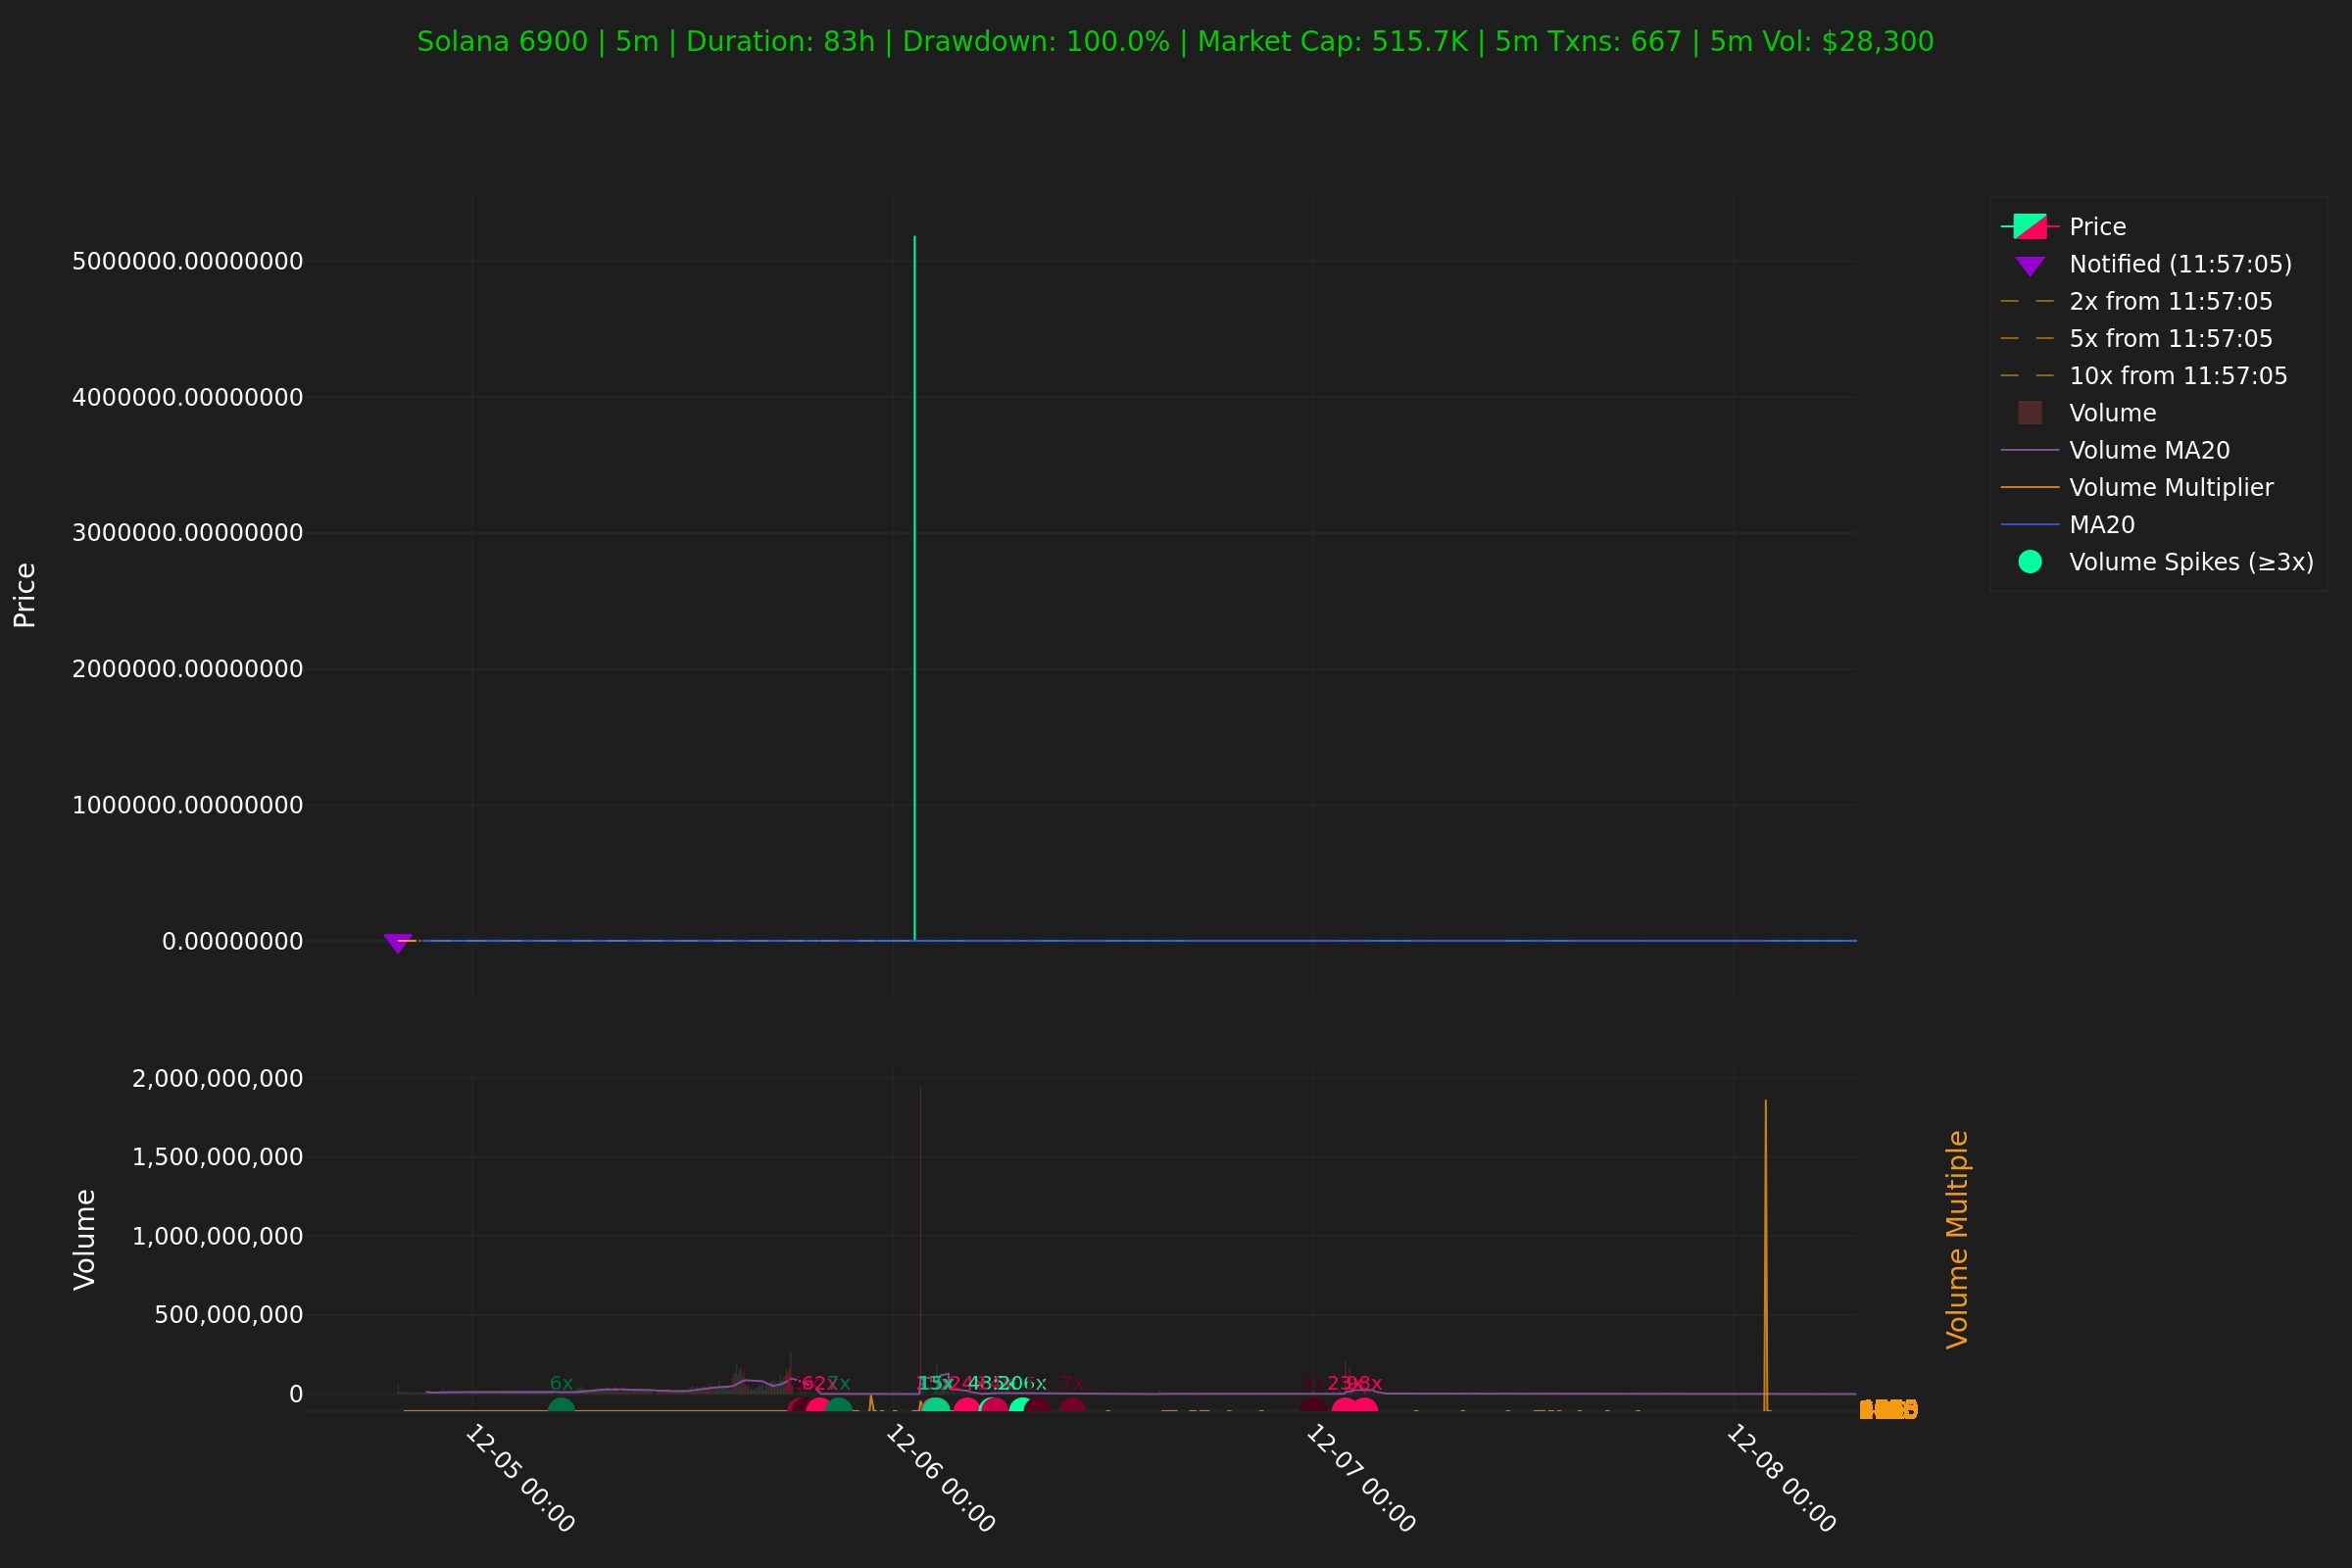 Solana 6900 | 5m | Duration: 83h | Drawdown: 100.0% | Market Cap: 515.7K | 5m Txns: 667 | 5m Vol: $28,300
Price
5000000.00000000
4000000.00000000
3000000.00000000
2000000.00000000
1000000.00000000
0.00000000
Price
Notified (11:57:05)
2x from 11:57:05
5x from 11:57:05
10x from 11:57:05
Volume
Volume MA20
Volume Multiplier
MA20
Volume Spikes (≥3x)
Volume
2,000,000,000
1,500,000,000
1,000,000,000
500,000,000
0
6x
7x
15x
7x
Volume Multiple
12-05 00:00
12-06 00:00
12-07 00:00
12-08 00:00